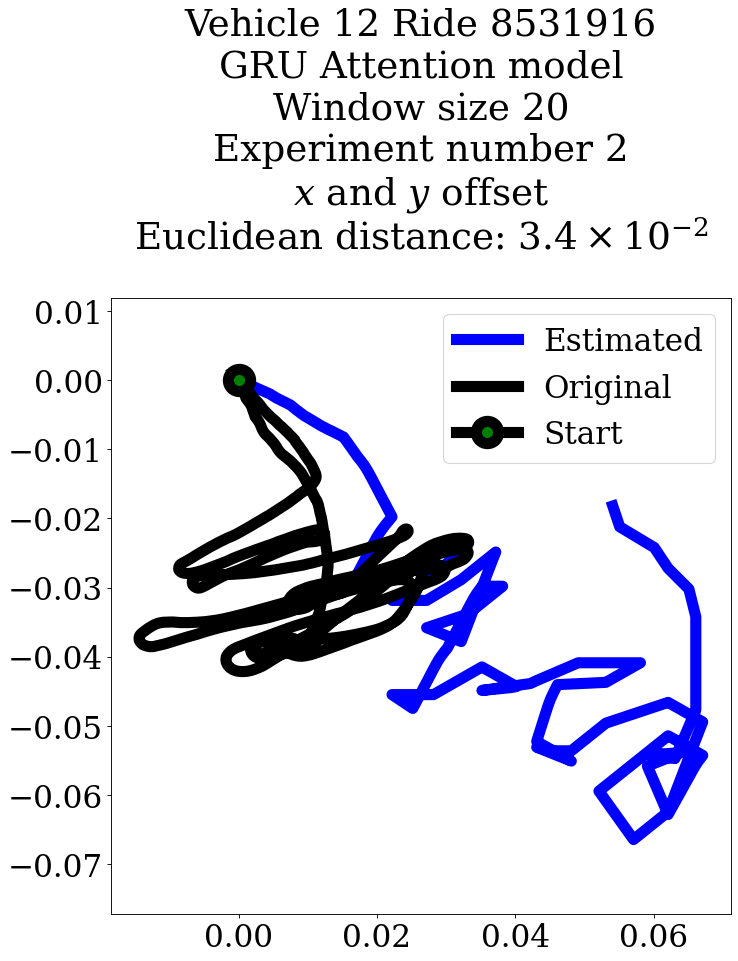 Vehicle 12 Ride 8531916
GRU Attention model
Window size 20
Experiment number 2
x and y offset
Euclidean distance: 3.4 × 10⁻²
Estimated
Original
Start
0.01
0.00
−0.01
−0.02
−0.03
−0.04
−0.05
−0.06
−0.07
0.00 0.02 0.04 0.06